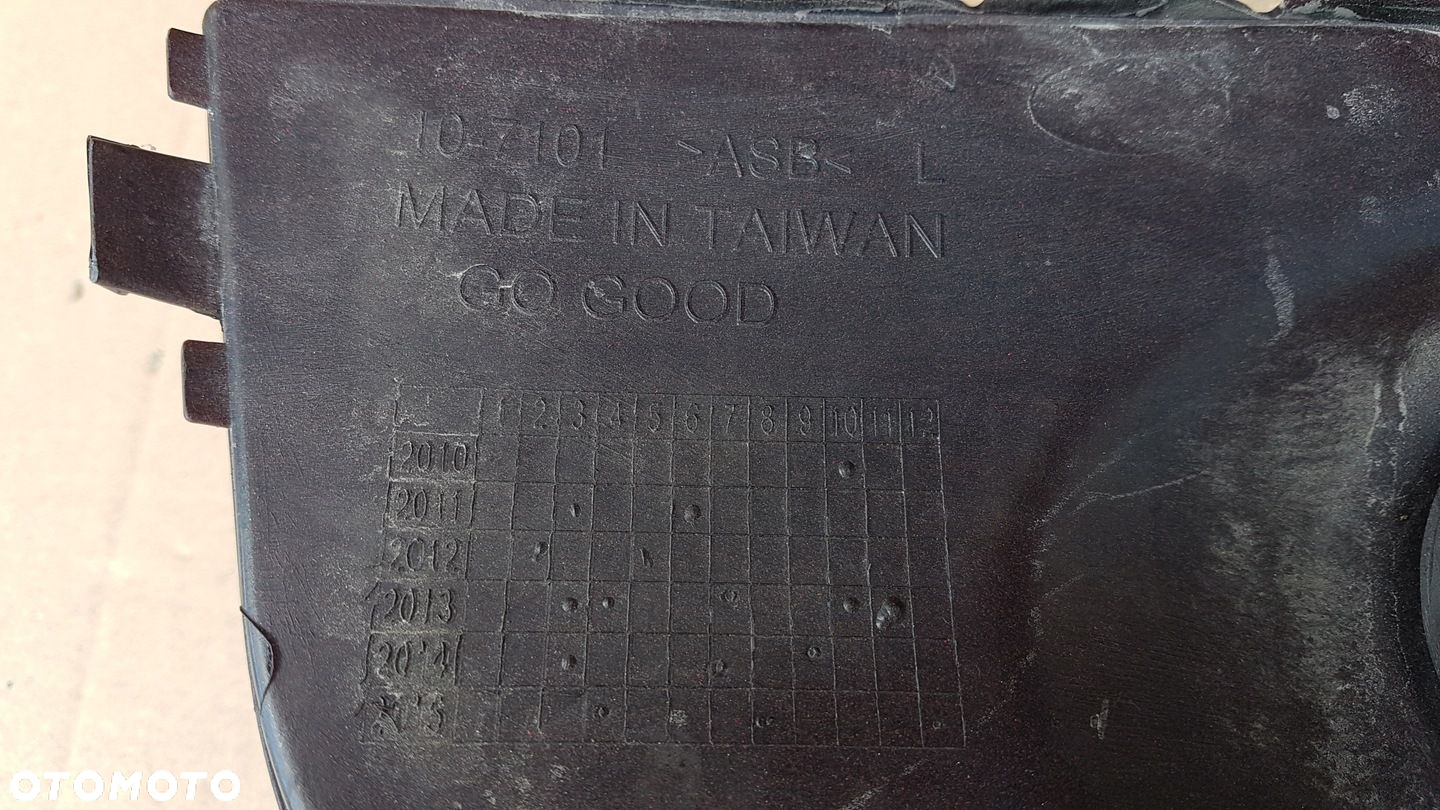 10-7101 >ASB< L
MADE IN TAIWAN
GO GOOD
1 2 3 4 5 6 7 8 9 10 11 12
2010
2011
2012
2013
2014
OTOMOTO